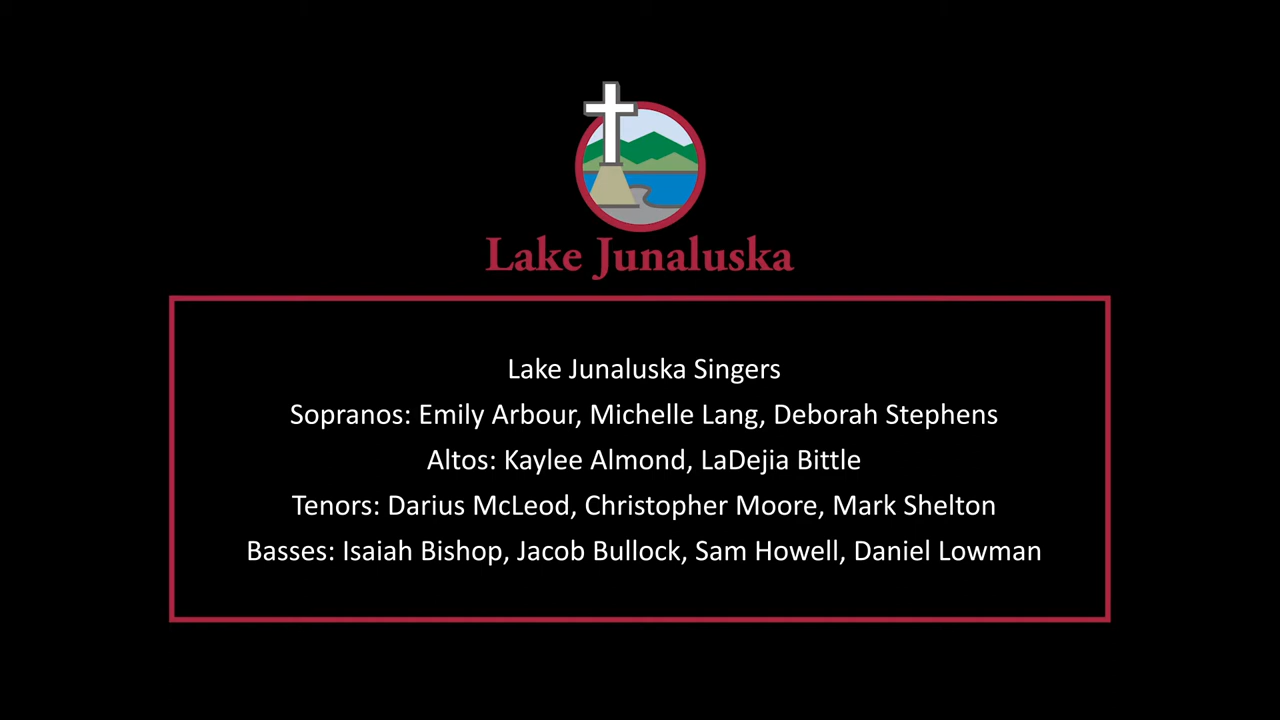 Lake Junaluska
Lake Junaluska Singers
Sopranos: Emily Arbour, Michelle Lang, Deborah Stephens
Altos: Kaylee Almond, LaDejia Bittle
Tenors: Darius McLeod, Christopher Moore, Mark Shelton
Basses: Isaiah Bishop, Jacob Bullock, Sam Howell, Daniel Lowman